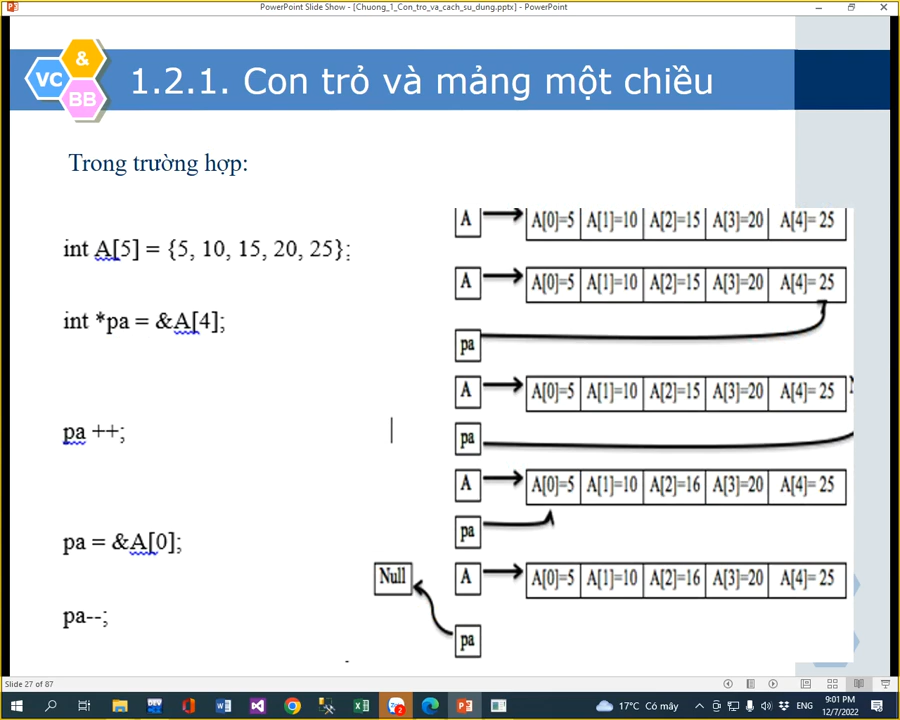 PowerPoint Slide Show - [Chuong_1_Con_tro_va_cach_su_dung.pptx] - PowerPoint
& VC BB
1.2.1. Con trỏ và mảng một chiều
Trong trường hợp:
A A[0]=5 A[1]=10 A[2]=15 A[3]=20 A[4]= 25
int A[5] = {5, 10, 15, 20, 25};
A A[0]=5 A[1]=10 A[2]=15 A[3]=20 A[4]= 25
int *pa = &A[4];
pa
A A[0]=5 A[1]=10 A[2]=15 A[3]=20 A[4]= 25
pa ++;
pa
A A[0]=5 A[1]=10 A[2]=16 A[3]=20 A[4]= 25
pa
pa = &A[0];
Null A A[0]=5 A[1]=10 A[2]=16 A[3]=20 A[4]= 25
pa--;
pa
Slide 27 of 87
17°C Có mây ENG 9:01 PM
12/7/2022